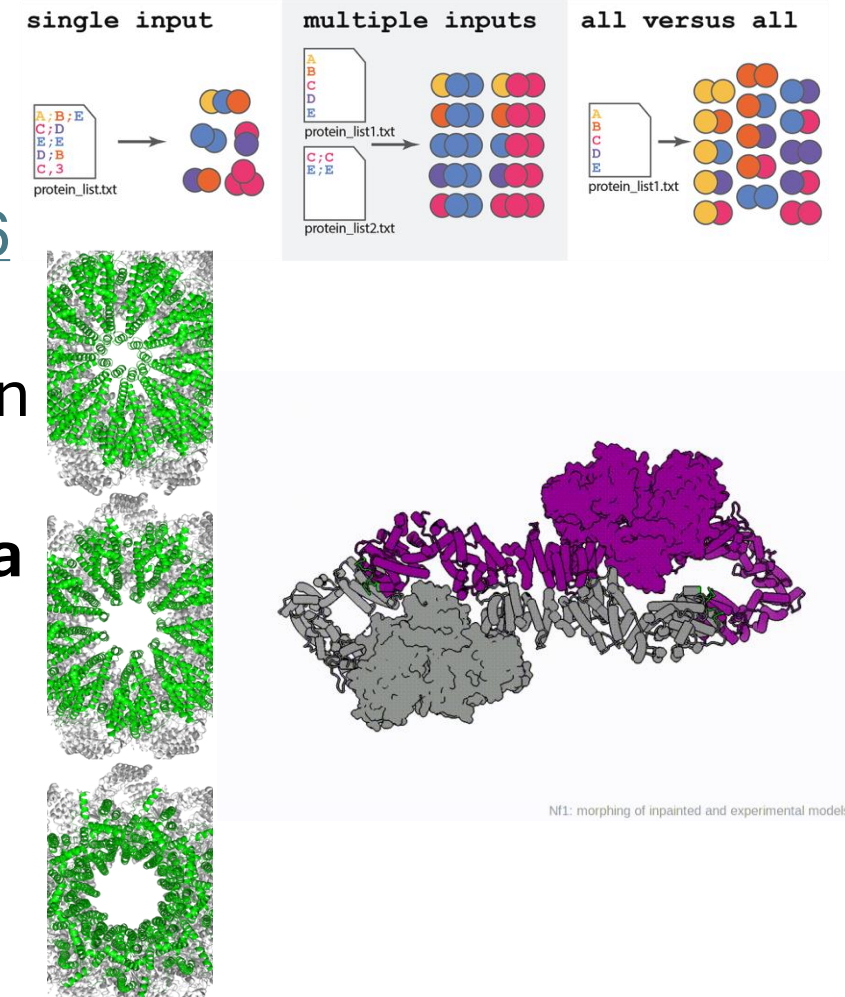 single input
multiple inputs
all versus all
A;B;E
C;D
E;E
D;B
C,3
protein_list.txt
A
B
C
D
E
protein_list1.txt
C;C
E;E
protein_list2.txt
A
B
C
D
E
protein_list1.txt
6
n
a
Nf1: morphing of inpainted and experimental models